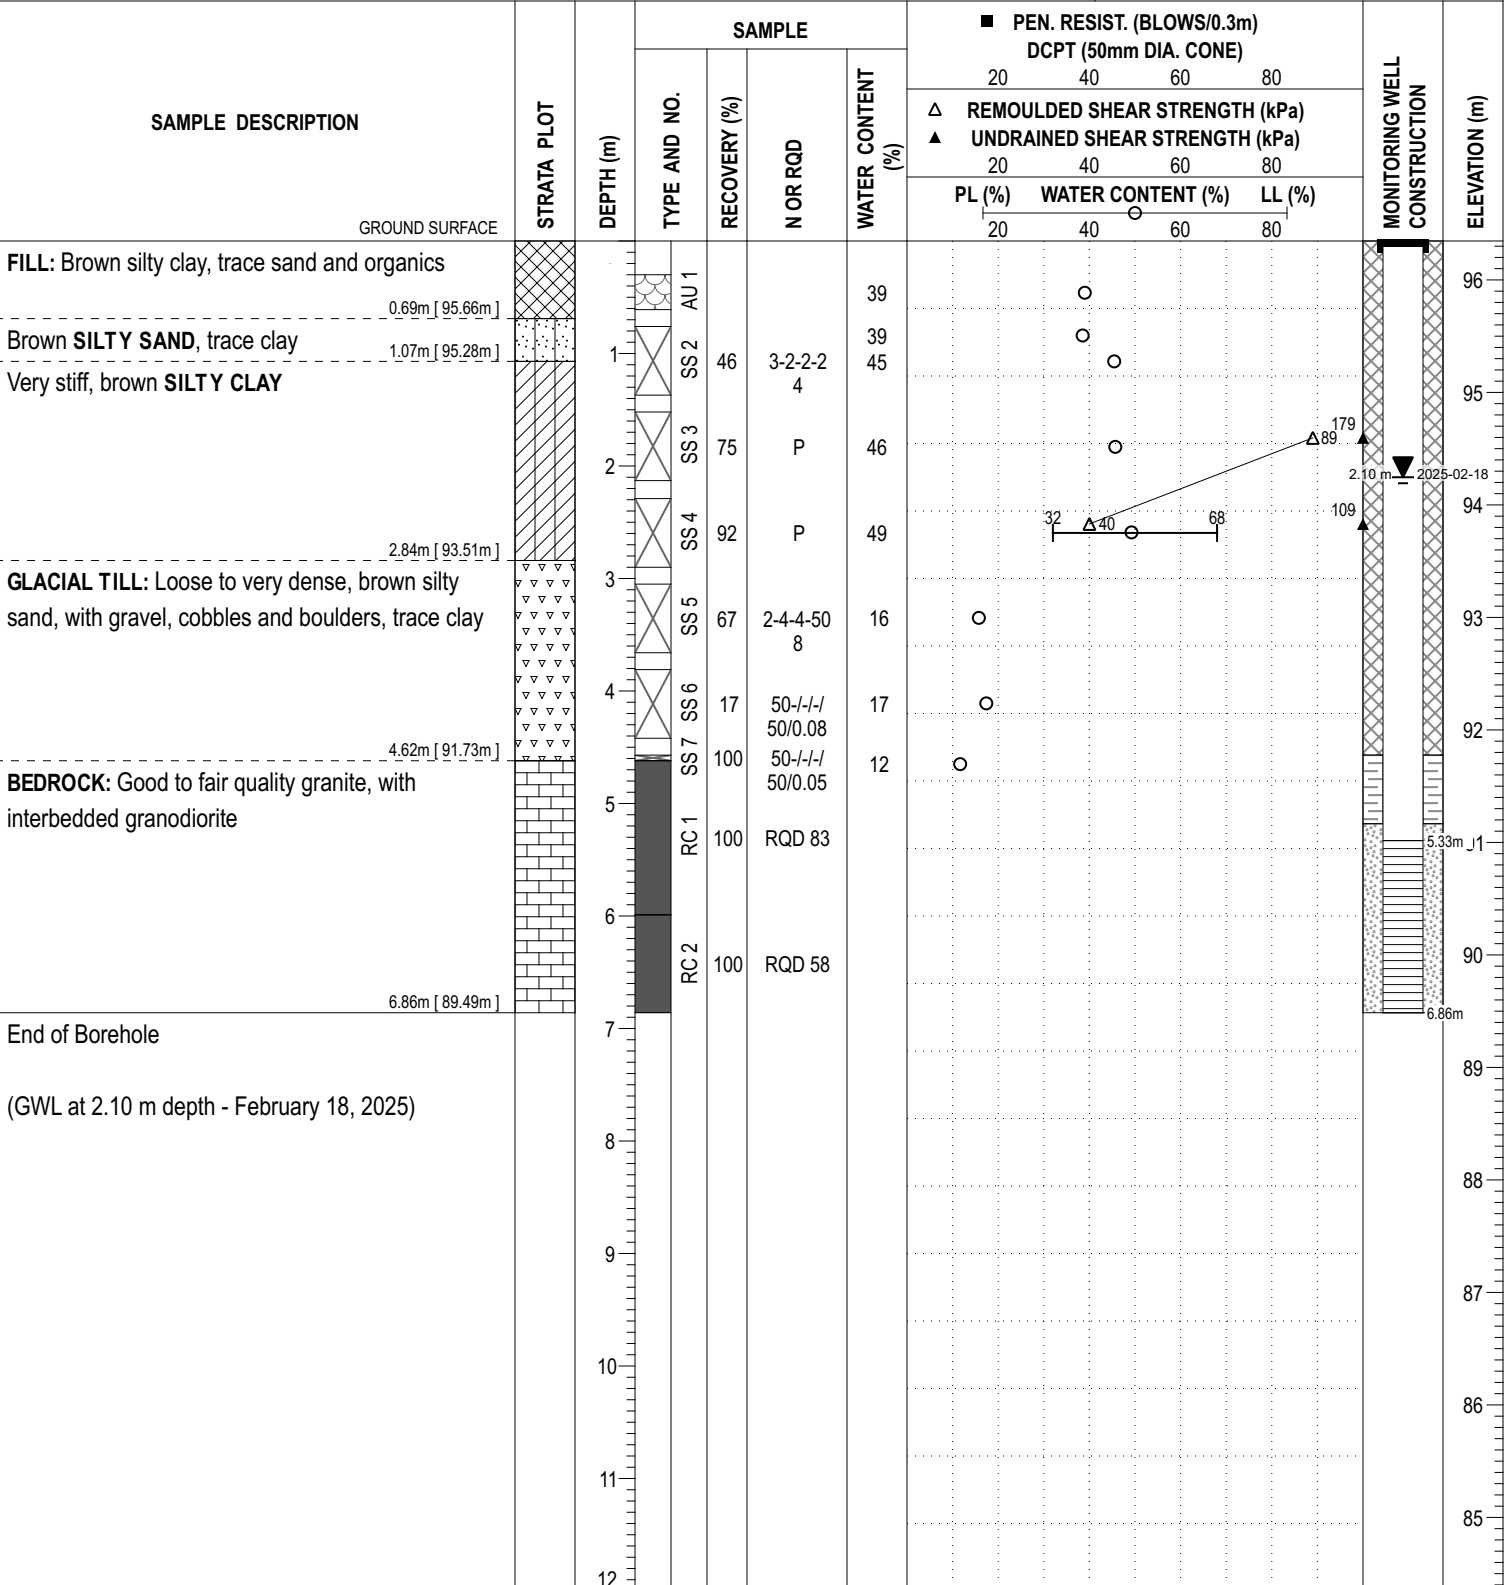 SAMPLE DESCRIPTION
GROUND SURFACE
STRATA PLOT
DEPTH (m)
SAMPLE
TYPE AND NO.
RECOVERY (%)
N OR RQD
WATER CONTENT
(%)
■ PEN. RESIST. (BLOWS/0.3m)
DCPT (50mm DIA. CONE)
20 40 60 80
△ REMOULDED SHEAR STRENGTH (kPa)
▲ UNDRAINED SHEAR STRENGTH (kPa)
20 40 60 80
PL (%) WATER CONTENT (%) LL (%)
20 40 60 80
MONITORING WELL
CONSTRUCTION
ELEVATION (m)
FILL: Brown silty clay, trace sand and organics
0.69m [ 95.66m ]
Brown SILTY SAND, trace clay
1.07m [ 95.28m ]
Very stiff, brown SILTY CLAY
2.84m [ 93.51m ]
GLACIAL TILL: Loose to very dense, brown silty
sand, with gravel, cobbles and boulders, trace clay
4.62m [ 91.73m ]
BEDROCK: Good to fair quality granite, with
interbedded granodiorite
6.86m [ 89.49m ]
End of Borehole
(GWL at 2.10 m depth - February 18, 2025)
1
2
3
4
5
6
7
8
9
10
11
12
AU 1
39
39
SS 2
46
3-2-2-2
4
45
SS 3
75
P
46
SS 4
92
P
49
SS 5
67
2-4-4-50
8
16
SS 6
17
50-/-/-/
50/0.08
17
SS 7
100
50-/-/-/
50/0.05
12
RC 1
100
RQD 83
RC 2
100
RQD 58
179
89
109
32
40
68
2.10 m
2025-02-18
5.33m
6.86m
96
95
94
93
92
1
90
89
88
87
86
85